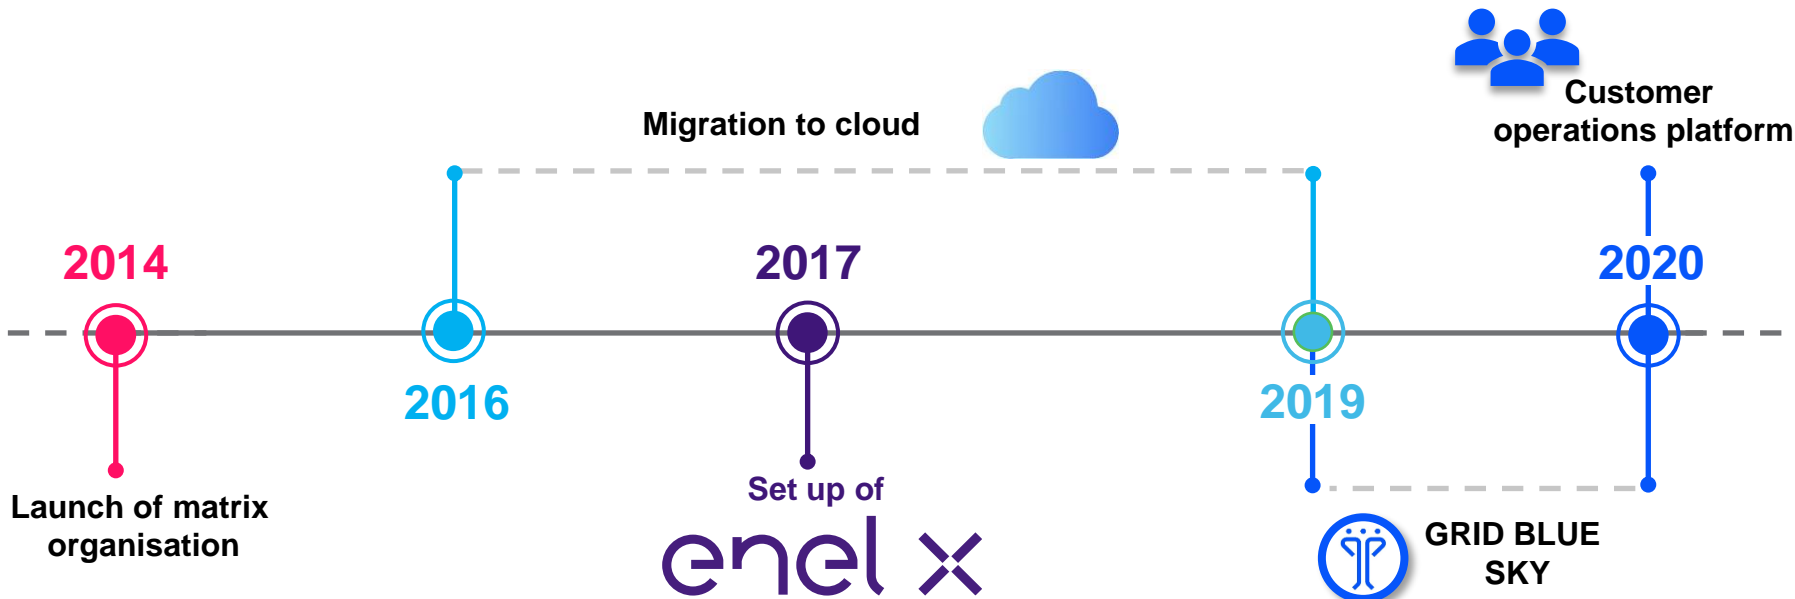 Customer
operations platform
Migration to cloud
2014
2017
2020
2016
2019
Launch of matrix
organisation
Set up of
enel x
GRID BLUE
SKY